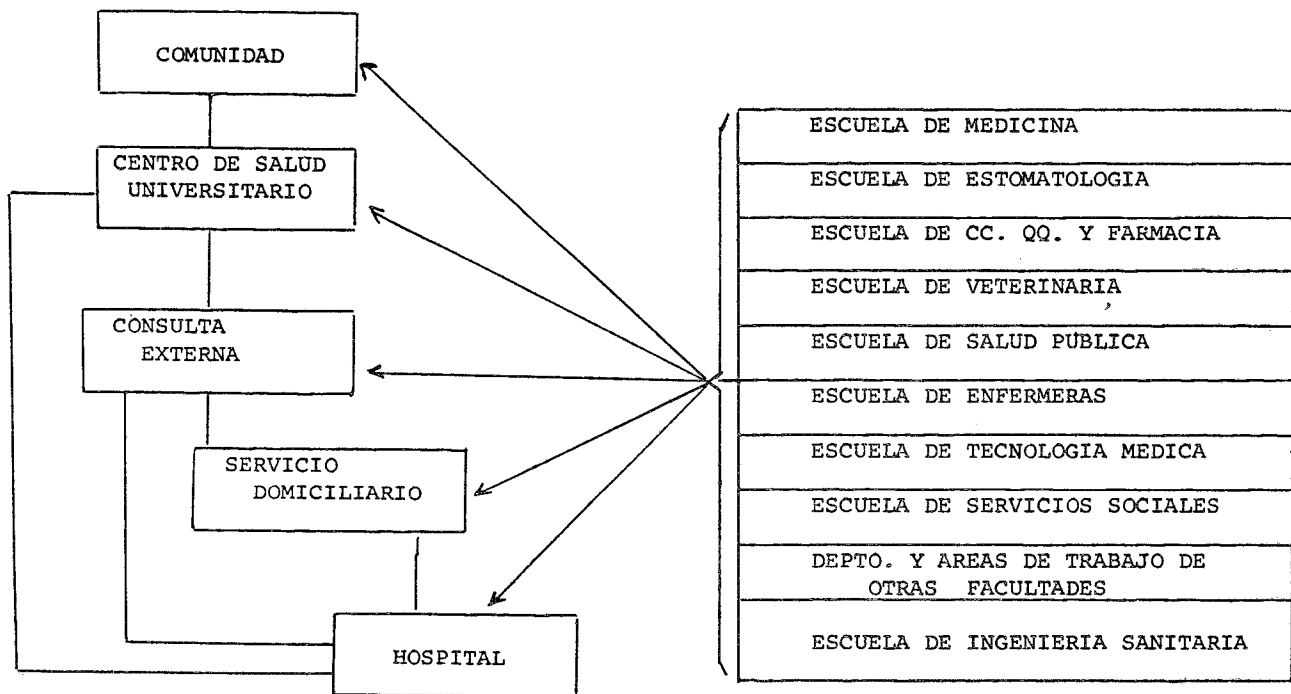 COMUNIDAD
CENTRO DE SALUD
UNIVERSITARIO
CONSULTA
EXTERNA
SERVICIO
DOMICILIARIO
HOSPITAL
ESCUELA DE MEDICINA
ESCUELA DE ESTOMATOLOGIA
ESCUELA DE CC. QQ. Y FARMACIA
ESCUELA DE VETERINARIA
ESCUELA DE SALUD PUBLICA
ESCUELA DE ENFERMERAS
ESCUELA DE TECNOLOGIA MEDICA
ESCUELA DE SERVICIOS SOCIALES
DEPTO. Y AREAS DE TRABAJO DE
OTRAS FACULTADES
ESCUELA DE INGENIERIA SANITARIA